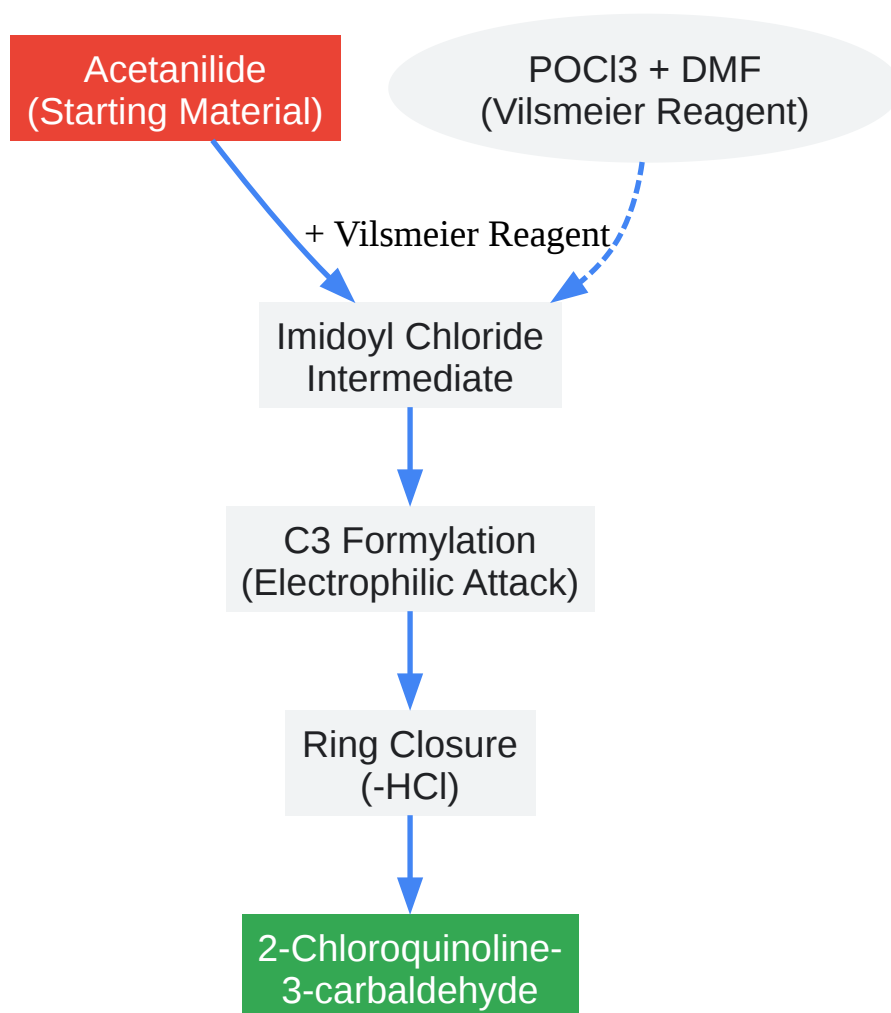 Acetanilide
(Starting Material)
POCl3 + DMF
(Vilsmeier Reagent)
+ Vilsmeier Reagent
Imidoyl Chloride
Intermediate
C3 Formylation
(Electrophilic Attack)
Ring Closure
(-HCl)
2-Chloroquinoline-
3-carbaldehyde